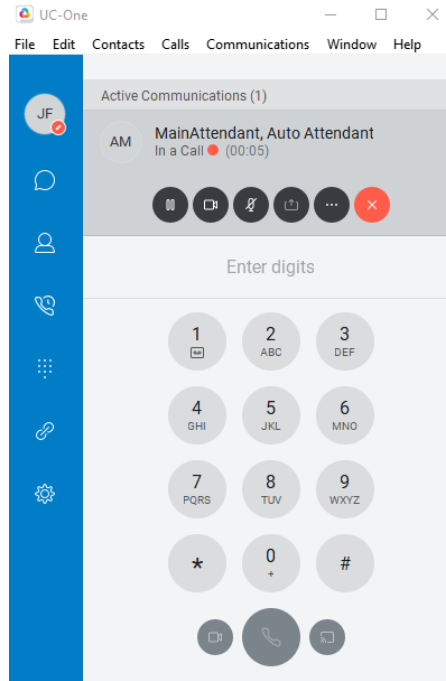 UC-One
File Edit Contacts Calls Communications Window Help
JF
Active Communications (1)
AM
MainAttendant, Auto Attendant
In a Call (00:05)
Enter digits
1 2 3
ABC DEF
4 5 6
GHI JKL MNO
7 8 9
PQRS TUV WXYZ
* 0 #
+